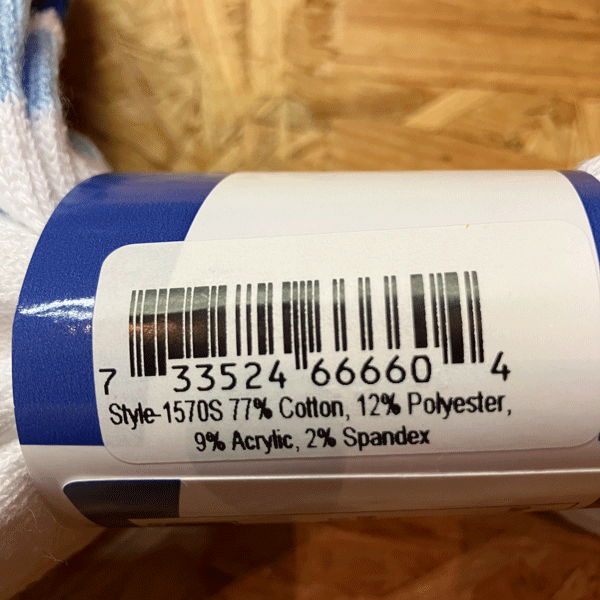 7 33524 66660 4
Style-1570S 77% Cotton, 12% Polyester,
9% Acrylic, 2% Spandex